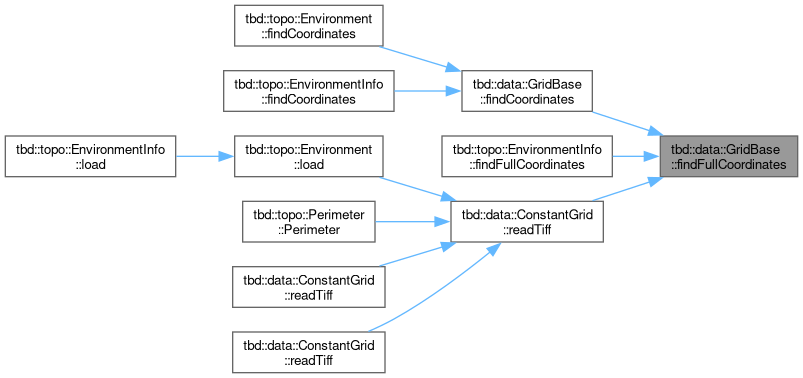 tbd::topo::Environment
::findCoordinates
tbd::topo::EnvironmentInfo
::findCoordinates
tbd::data::GridBase
::findCoordinates
tbd::topo::EnvironmentInfo
::load
tbd::topo::Environment
::load
tbd::topo::EnvironmentInfo
::findFullCoordinates
tbd::data::GridBase
::findFullCoordinates
tbd::topo::Perimeter
::Perimeter
tbd::data::ConstantGrid
::readTiff
tbd::data::ConstantGrid
::readTiff
tbd::data::ConstantGrid
::readTiff